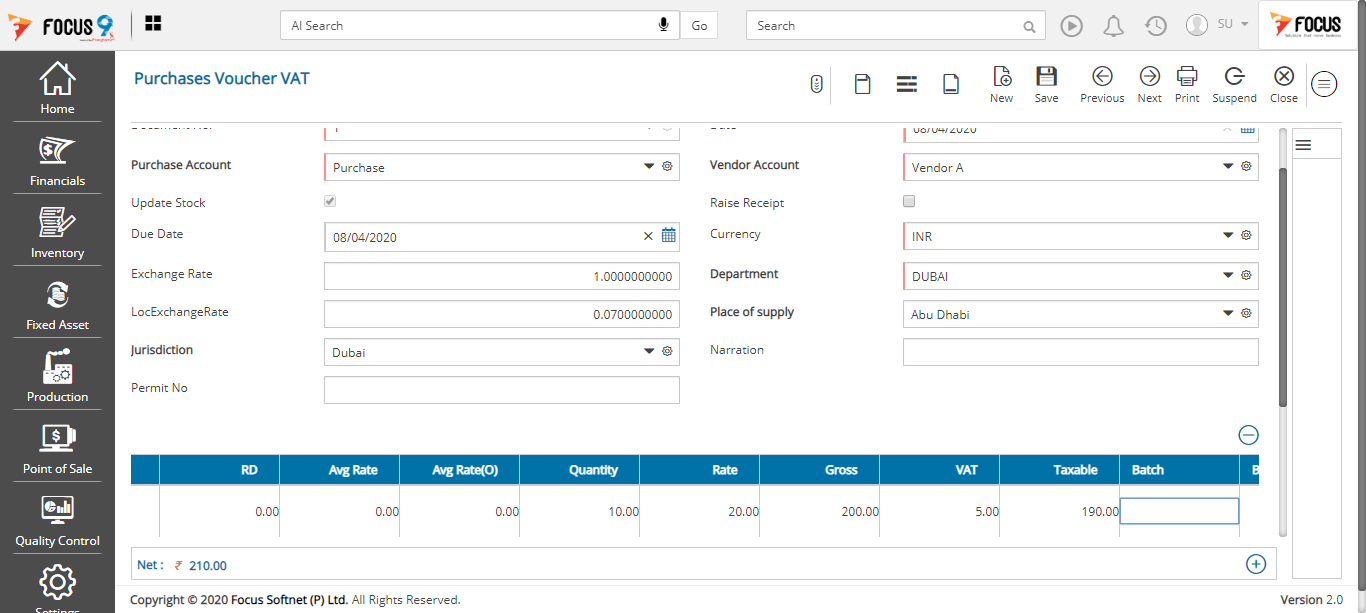 FOCUS 9
AI Search
Go
Search
SU
FOCUS
Purchases Voucher VAT
New
Save
Previous
Next
Print
Suspend
Close
Home
Financials
Inventory
Fixed Asset
Production
Point of Sale
Quality Control
Settings
Document No. 1 Date 08/04/2020
Purchase Account Purchase Vendor Account Vendor A
Update Stock Raise Receipt
Due Date 08/04/2020 Currency INR
Exchange Rate 1.0000000000 Department DUBAI
LocExchangeRate 0.0700000000 Place of supply Abu Dhabi
Jurisdiction Dubai Narration
Permit No
RD Avg Rate Avg Rate(O) Quantity Rate Gross VAT Taxable Batch B
0.00 0.00 0.00 10.00 20.00 200.00 5.00 190.00
Net : ₹ 210.00
Copyright © 2020 Focus Softnet (P) Ltd. All Rights Reserved. Version 2.0